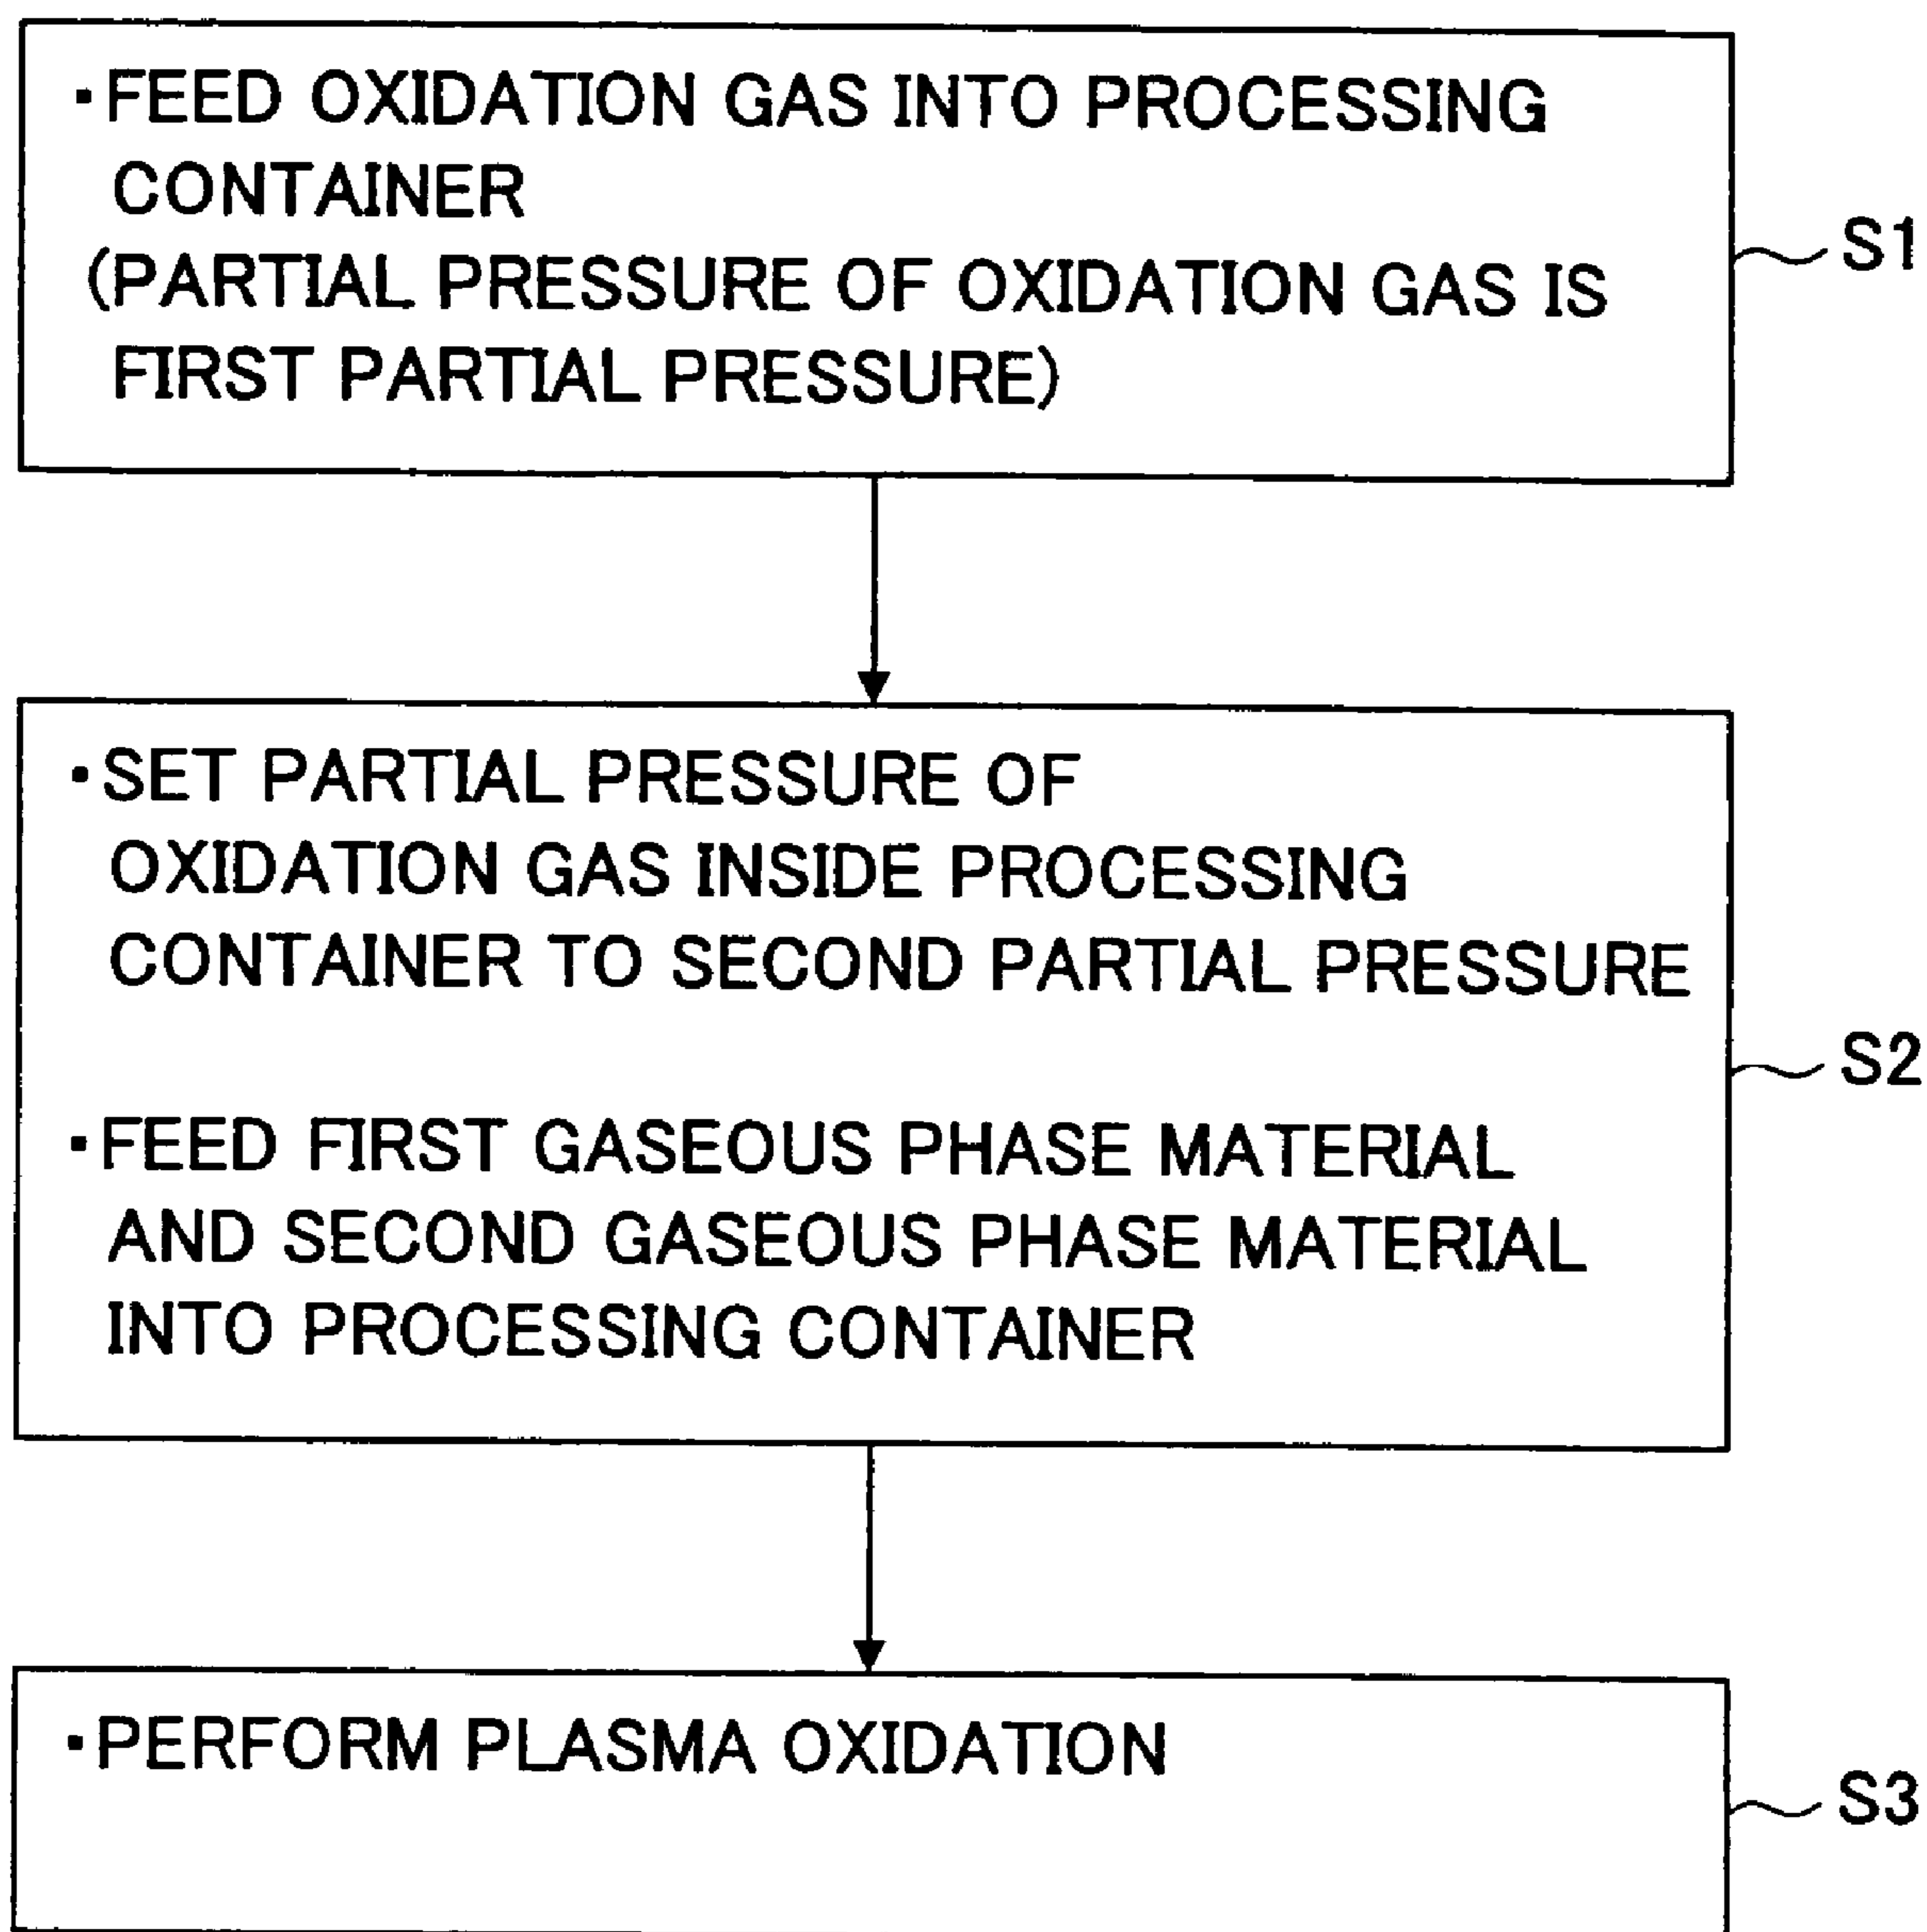 ・FEED OXIDATION GAS INTO PROCESSING
CONTAINER
(PARTIAL PRESSURE OF OXIDATION GAS IS
FIRST PARTIAL PRESSURE)
S1
・SET PARTIAL PRESSURE OF
OXIDATION GAS INSIDE PROCESSING
CONTAINER TO SECOND PARTIAL PRESSURE
・FEED FIRST GASEOUS PHASE MATERIAL
AND SECOND GASEOUS PHASE MATERIAL
INTO PROCESSING CONTAINER
S2
・PERFORM PLASMA OXIDATION
S3